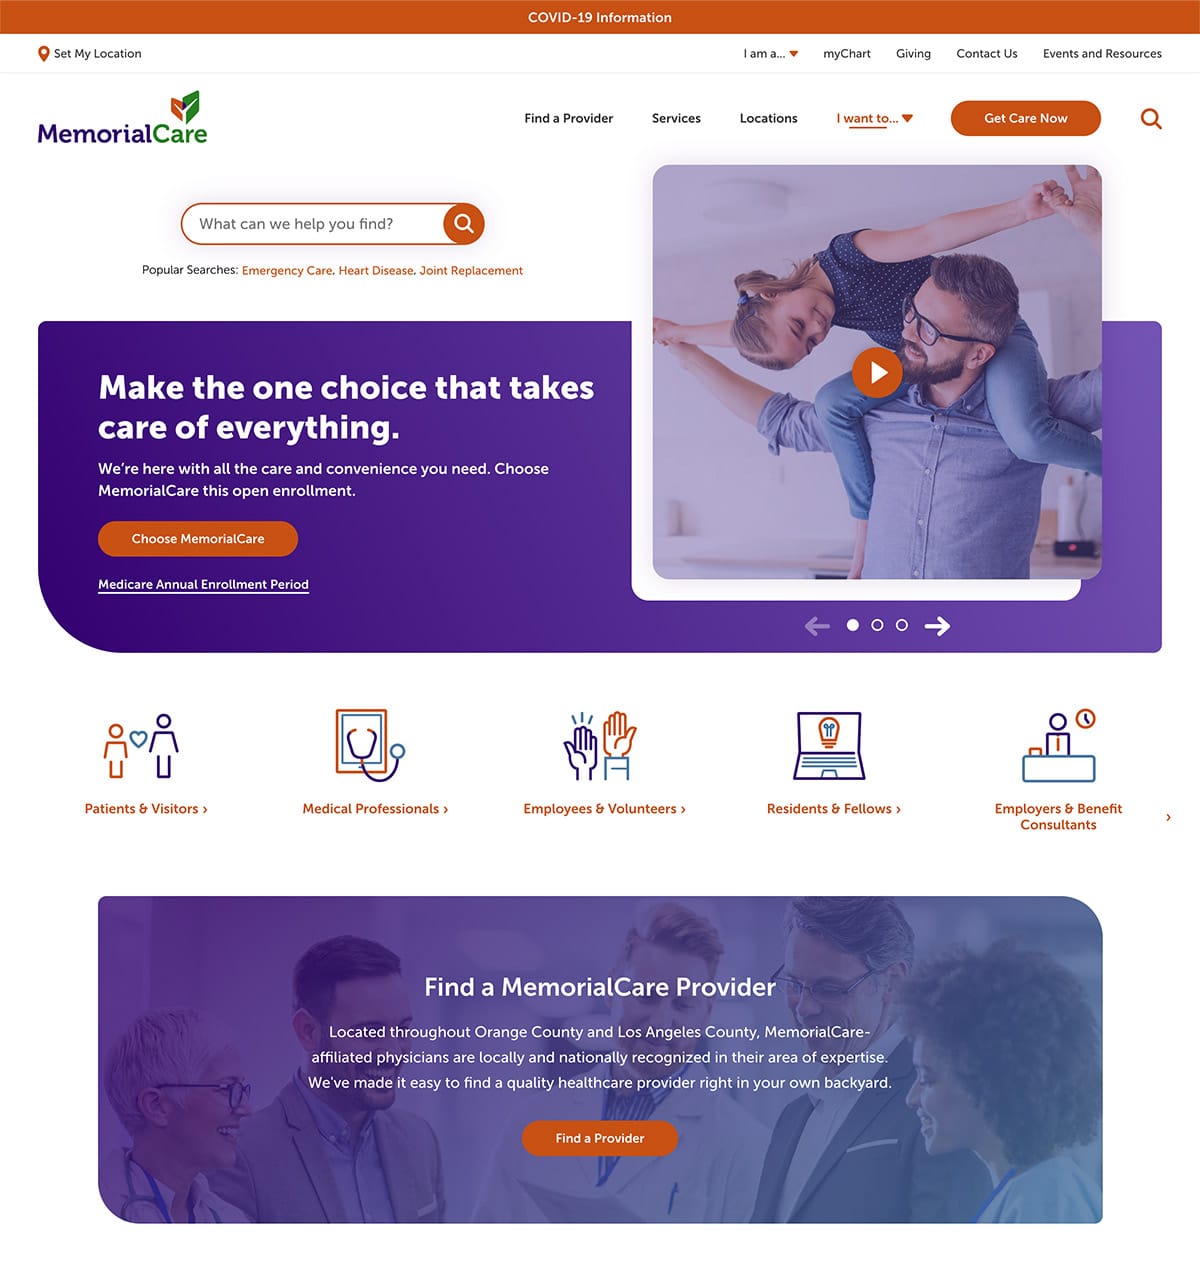 COVID-19 Information
Set My Location
I am a...
myChart
Giving
Contact Us
Events and Resources
MemorialCare
Find a Provider
Services
Locations
I want to...
Get Care Now
What can we help you find?
Popular Searches: Emergency Care, Heart Disease, Joint Replacement
Make the one choice that takes
care of everything.
We're here with all the care and convenience you need. Choose
MemorialCare this open enrollment.
Choose MemorialCare
Medicare Annual Enrollment Period
Patients & Visitors ›
Medical Professionals ›
Employees & Volunteers ›
Residents & Fellows ›
Employers & Benefit
Consultants ›
Find a MemorialCare Provider
Located throughout Orange County and Los Angeles County, MemorialCare-
affiliated physicians are locally and nationally recognized in their area of expertise.
We've made it easy to find a quality healthcare provider right in your own backyard.
Find a Provider